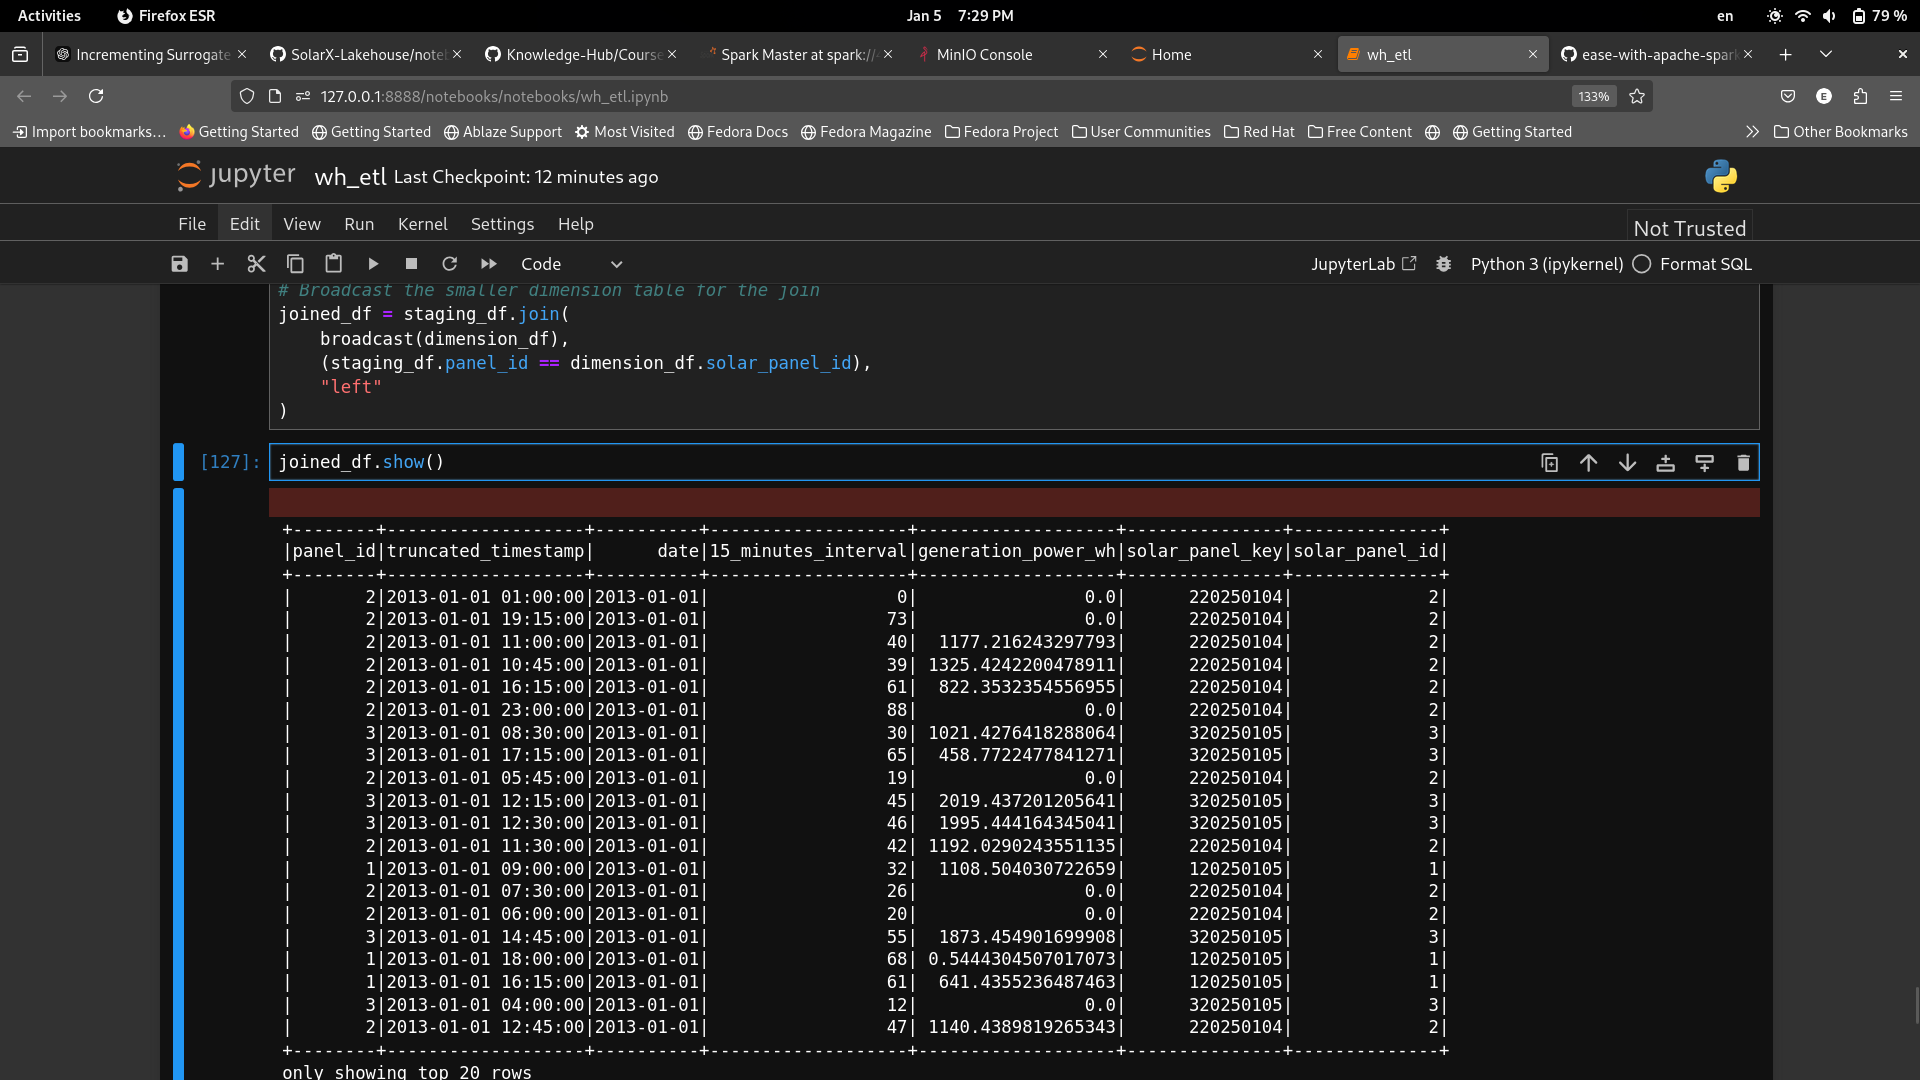 Activities Firefox ESR Jan 5 7:29 PM en 79 %
Incrementing Surrogate SolarX-Lakehouse/note Knowledge-Hub/Course Spark Master at spark:// MinIO Console Home wh_etl ease-with-apache-spark
127.0.0.1:8888/notebooks/notebooks/wh_etl.ipynb 133% E
Import bookmarks... Getting Started Getting Started Ablaze Support Most Visited Fedora Docs Fedora Magazine Fedora Project User Communities Red Hat Free Content Getting Started Other Bookmarks
jupyter wh_etl Last Checkpoint: 12 minutes ago
File Edit View Run Kernel Settings Help Not Trusted
Code JupyterLab Python 3 (ipykernel) Format SQL
# Broadcast the smaller dimension table for the join
joined_df = staging_df.join(
    broadcast(dimension_df),
    (staging_df.panel_id == dimension_df.solar_panel_id),
    "left"
)
[127]: joined_df.show()
+--------+-------------------+----------+-------------------+-------------------+---------------+--------------+
|panel_id|truncated_timestamp|      date|15_minutes_interval|generation_power_wh|solar_panel_key|solar_panel_id|
+--------+-------------------+----------+-------------------+-------------------+---------------+--------------+
|       2|2013-01-01 01:00:00|2013-01-01|                  0|                0.0|      220250104|             2|
|       2|2013-01-01 19:15:00|2013-01-01|                 73|                0.0|      220250104|             2|
|       2|2013-01-01 11:00:00|2013-01-01|                 40|  1177.216243297793|      220250104|             2|
|       2|2013-01-01 10:45:00|2013-01-01|                 39| 1325.4242200478911|      220250104|             2|
|       2|2013-01-01 16:15:00|2013-01-01|                 61|  822.3532354556955|      220250104|             2|
|       2|2013-01-01 23:00:00|2013-01-01|                 88|                0.0|      220250104|             2|
|       3|2013-01-01 08:30:00|2013-01-01|                 30| 1021.4276418288064|      320250105|             3|
|       3|2013-01-01 17:15:00|2013-01-01|                 65|  458.7722477841271|      320250105|             3|
|       2|2013-01-01 05:45:00|2013-01-01|                 19|                0.0|      220250104|             2|
|       3|2013-01-01 12:15:00|2013-01-01|                 45|  2019.437201205641|      320250105|             3|
|       3|2013-01-01 12:30:00|2013-01-01|                 46|  1995.444164345041|      320250105|             3|
|       2|2013-01-01 11:30:00|2013-01-01|                 42| 1192.0290243551135|      220250104|             2|
|       1|2013-01-01 09:00:00|2013-01-01|                 32|  1108.504030722659|      120250105|             1|
|       2|2013-01-01 07:30:00|2013-01-01|                 26|                0.0|      220250104|             2|
|       2|2013-01-01 06:00:00|2013-01-01|                 20|                0.0|      220250104|             2|
|       3|2013-01-01 14:45:00|2013-01-01|                 55|  1873.454901699908|      320250105|             3|
|       1|2013-01-01 18:00:00|2013-01-01|                 68| 0.5444304507017073|      120250105|             1|
|       1|2013-01-01 16:15:00|2013-01-01|                 61|  641.4355236487463|      120250105|             1|
|       3|2013-01-01 04:00:00|2013-01-01|                 12|                0.0|      320250105|             3|
|       2|2013-01-01 12:45:00|2013-01-01|                 47| 1140.4389819265343|      220250104|             2|
+--------+-------------------+----------+-------------------+-------------------+---------------+--------------+
only showing top 20 rows